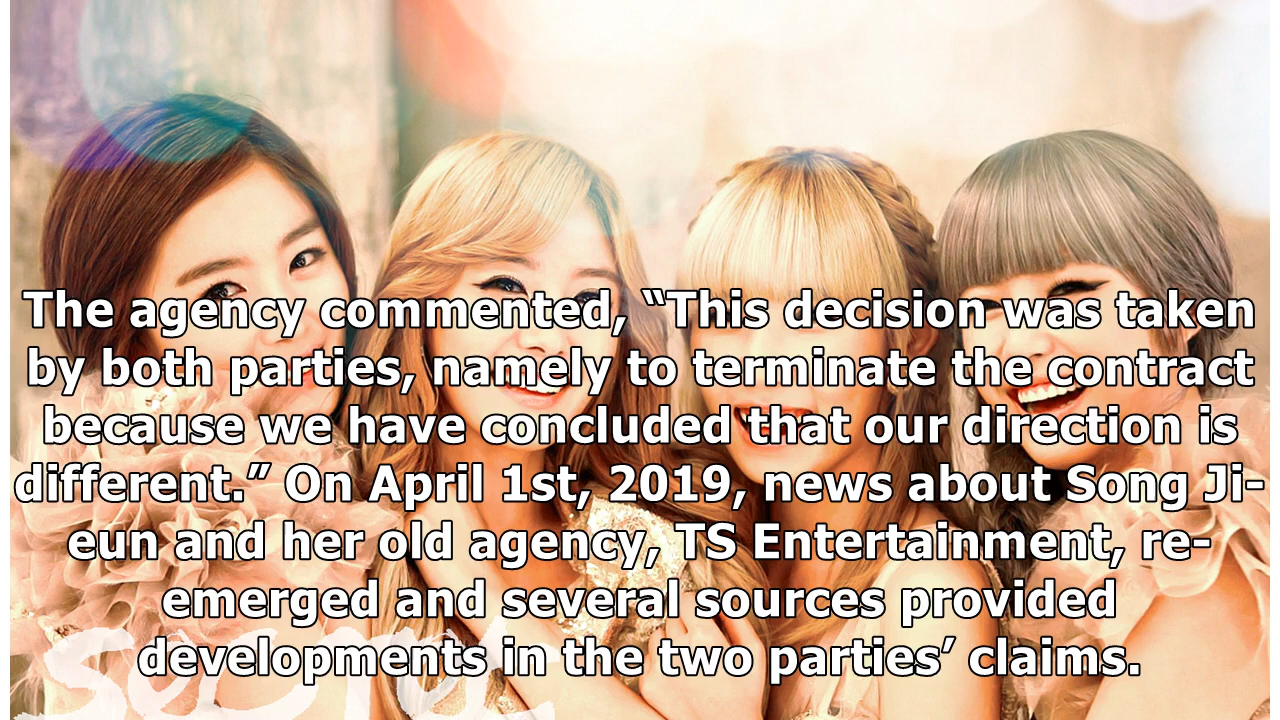 The agency commented, “This decision was taken
by both parties, namely to terminate the contract
because we have concluded that our direction is
different.” On April 1st, 2019, news about Song Ji-
eun and her old agency, TS Entertainment, re-
emerged and several sources provided
developments in the two parties’ claims.
Secret